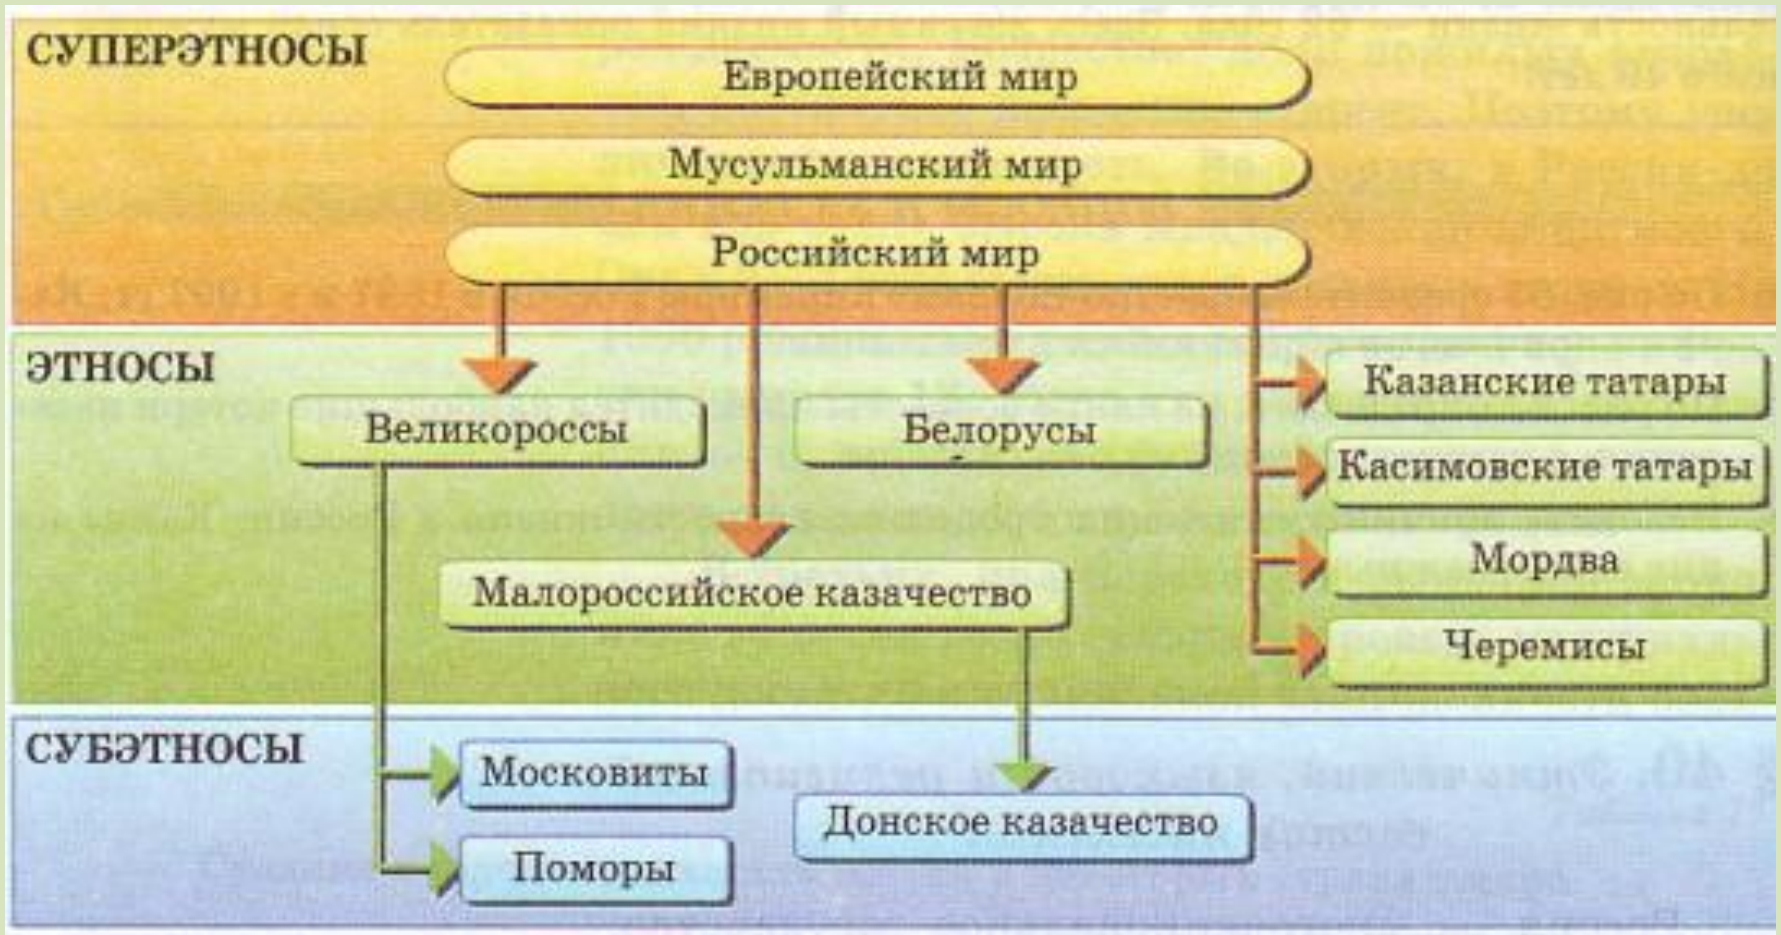 СУПЕРЭТНОСЫ
Европейский мир
Мусульманский мир
Российский мир
ЭТНОСЫ
Великороссы
Белорусы
Казанские татары
Касимовские татары
Малороссийское казачество
Мордва
Черемисы
СУБЭТНОСЫ
Московиты
Донское казачество
Поморы